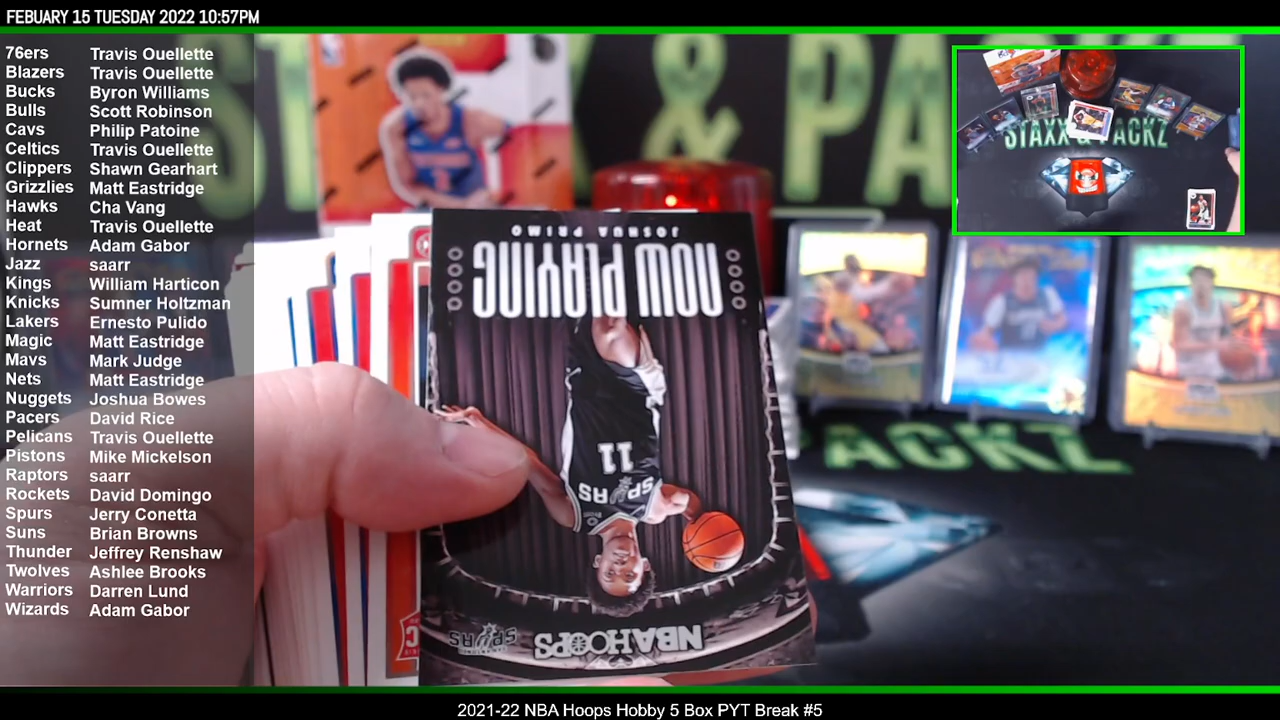 FEBUARY 15 TUESDAY 2022 10:57PM
76ers Travis Ouellette
Blazers Travis Ouellette
Bucks Byron Williams
Bulls Scott Robinson
Cavs Philip Patoine
Celtics Travis Ouellette
Clippers Shawn Gearhart
Grizzlies Matt Eastridge
Hawks Cha Vang
Heat Travis Ouellette
Hornets Adam Gabor
Jazz saarr
Kings William Harticon
Knicks Sumner Holtzman
Lakers Ernesto Pulido
Magic Matt Eastridge
Mavs Mark Judge
Nets Matt Eastridge
Nuggets Joshua Bowes
Pacers David Rice
Pelicans Travis Ouellette
Pistons Mike Mickelson
Raptors saarr
Rockets David Domingo
Spurs Jerry Conetta
Suns Brian Browns
Thunder Jeffrey Renshaw
Twolves Ashlee Brooks
Warriors Darren Lund
Wizards Adam Gabor
JOSHUA PRIMO
NOW PLAYING
11
SPURS
NBA HOOPS
SPURS
& PA
PACKZ
STAXX & PACKZ
2021-22 NBA Hoops Hobby 5 Box PYT Break #5